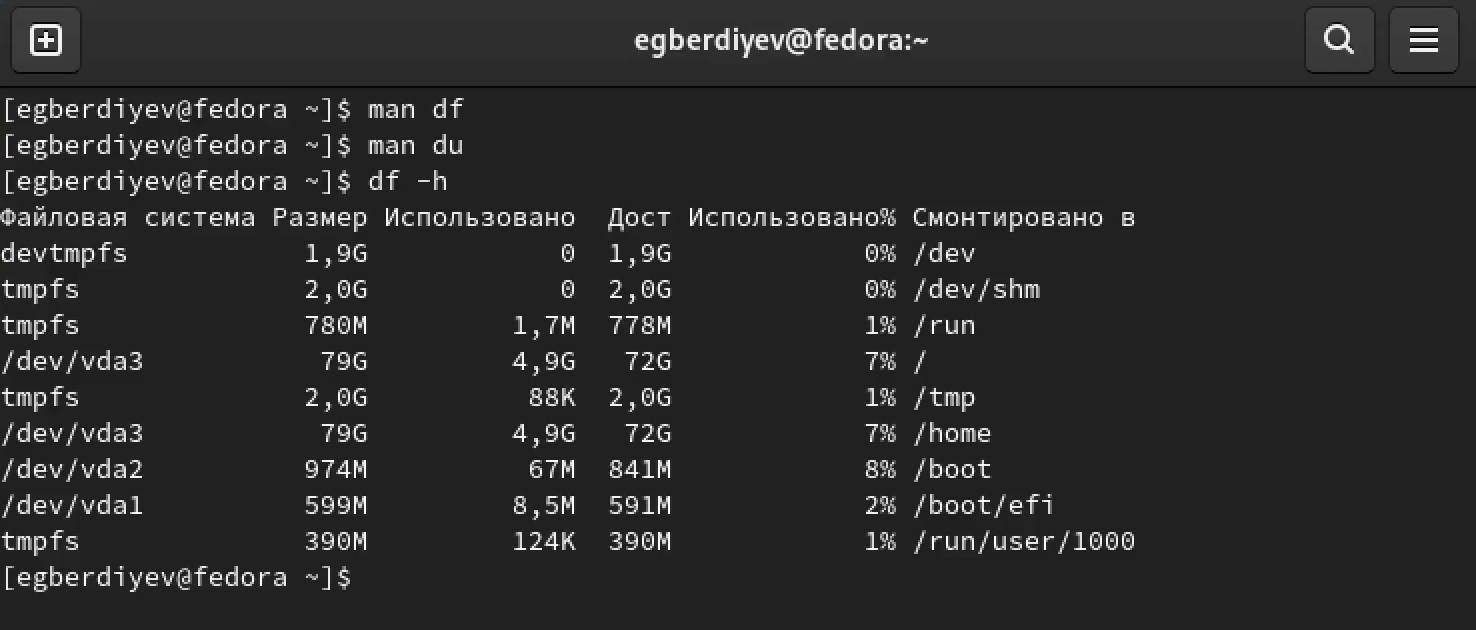 egberdiyev@fedora:~
[egberdiyev@fedora ~]$ man df
[egberdiyev@fedora ~]$ man du
[egberdiyev@fedora ~]$ df -h
Файловая система Размер Использовано  Дост Использовано% Смонтировано в
devtmpfs           1,9G            0  1,9G            0% /dev
tmpfs              2,0G            0  2,0G            0% /dev/shm
tmpfs              780M         1,7M  778M            1% /run
/dev/vda3           79G         4,9G   72G            7% /
tmpfs              2,0G          88K  2,0G            1% /tmp
/dev/vda3           79G         4,9G   72G            7% /home
/dev/vda2          974M          67M  841M            8% /boot
/dev/vda1          599M         8,5M  591M            2% /boot/efi
tmpfs              390M         124K  390M            1% /run/user/1000
[egberdiyev@fedora ~]$